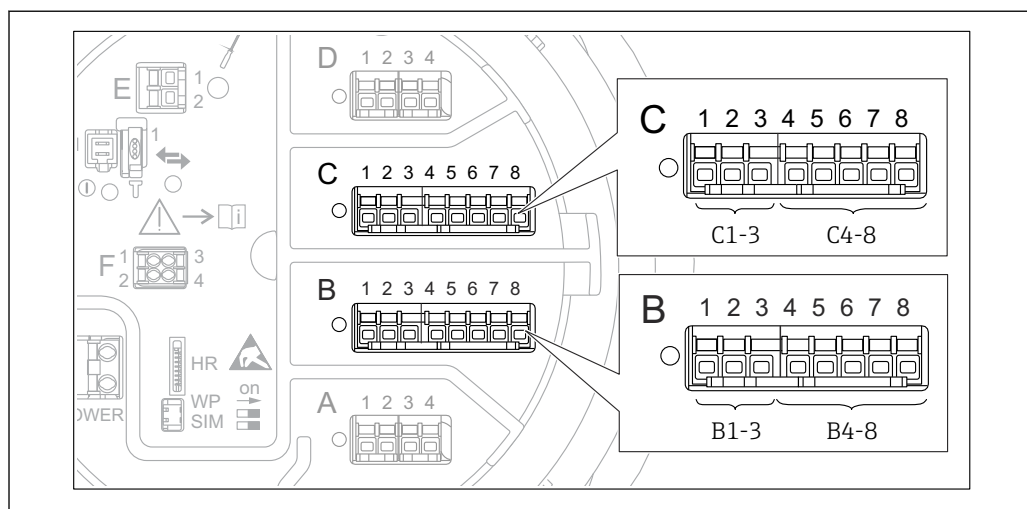 D 1 2 3 4
E 1
2
1
C 1 2 3 4 5 6 7 8
C 1 2 3 4 5 6 7 8
C1-3 C4-8
i
F 1 3
2 4
B 1 2 3 4 5 6 7 8
B 1 2 3 4 5 6 7 8
B1-3 B4-8
HR
on
WP
SIM
OWER
A 1 2 3 4